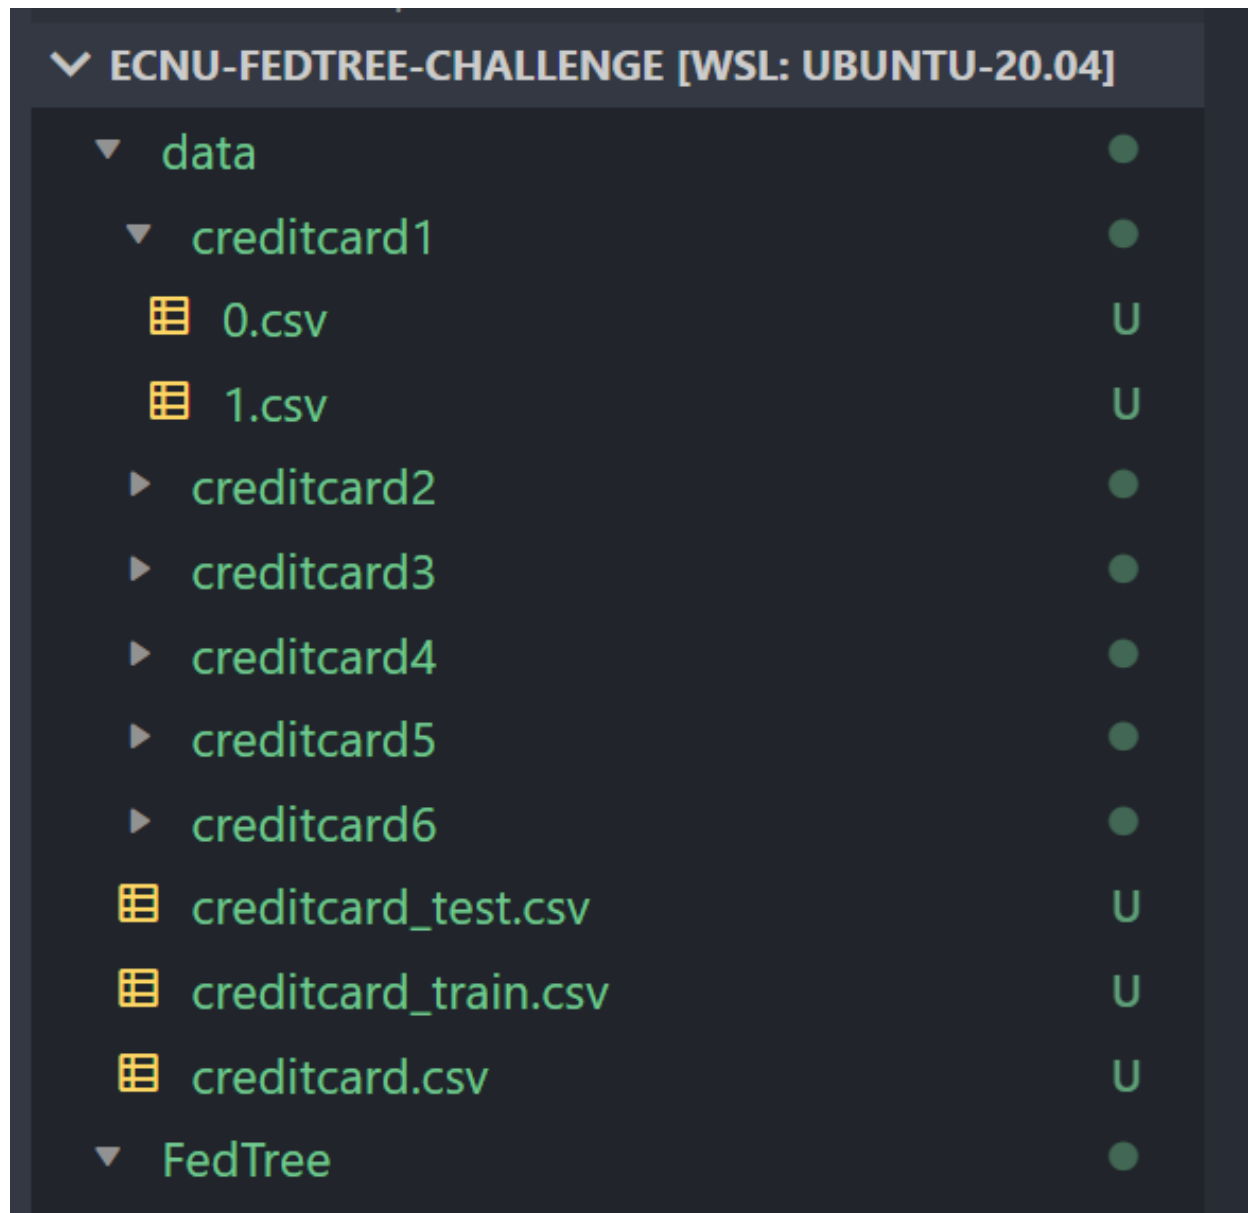 ECNU-FEDTREE-CHALLENGE [WSL: UBUNTU-20.04]
data
creditcard1
0.csv U
1.csv U
creditcard2
creditcard3
creditcard4
creditcard5
creditcard6
creditcard_test.csv U
creditcard_train.csv U
creditcard.csv U
FedTree